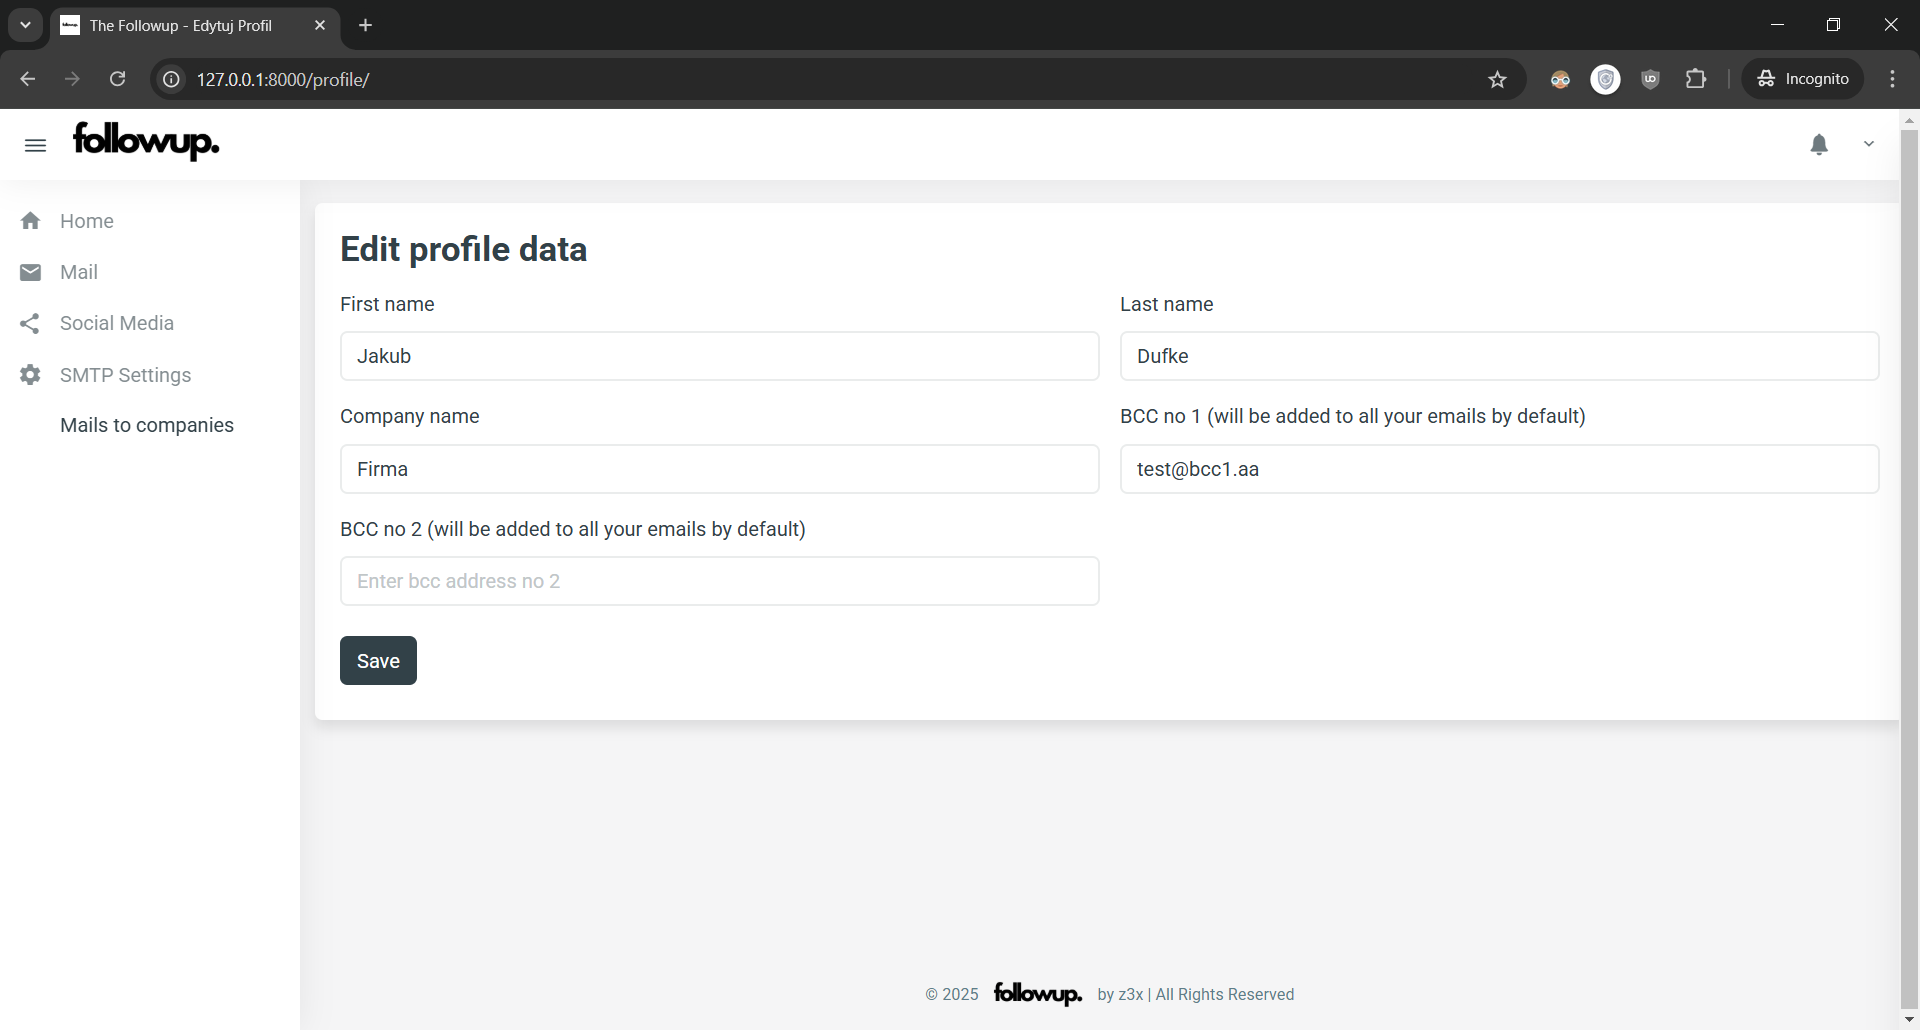 The Followup - Edytuj Profil
127.0.0.1:8000/profile/
Incognito
followup.
Home
Mail
Social Media
SMTP Settings
Mails to companies
Edit profile data
First name
Last name
Jakub
Dufke
Company name
BCC no 1 (will be added to all your emails by default)
Firma
test@bcc1.aa
BCC no 2 (will be added to all your emails by default)
Enter bcc address no 2
Save
© 2025 followup. by z3x | All Rights Reserved